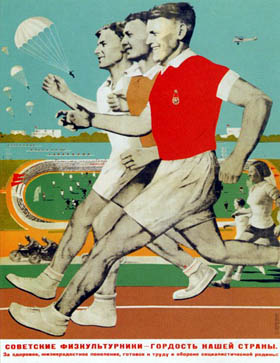 СОВЕТСКИЕ ФИЗКУЛЬТУРНИКИ—ГОРДОСТЬ НАШЕЙ СТРАНЫ.
За здоровое, жизнерадостное поколение, готовое к труду и обороне социалистической родины!